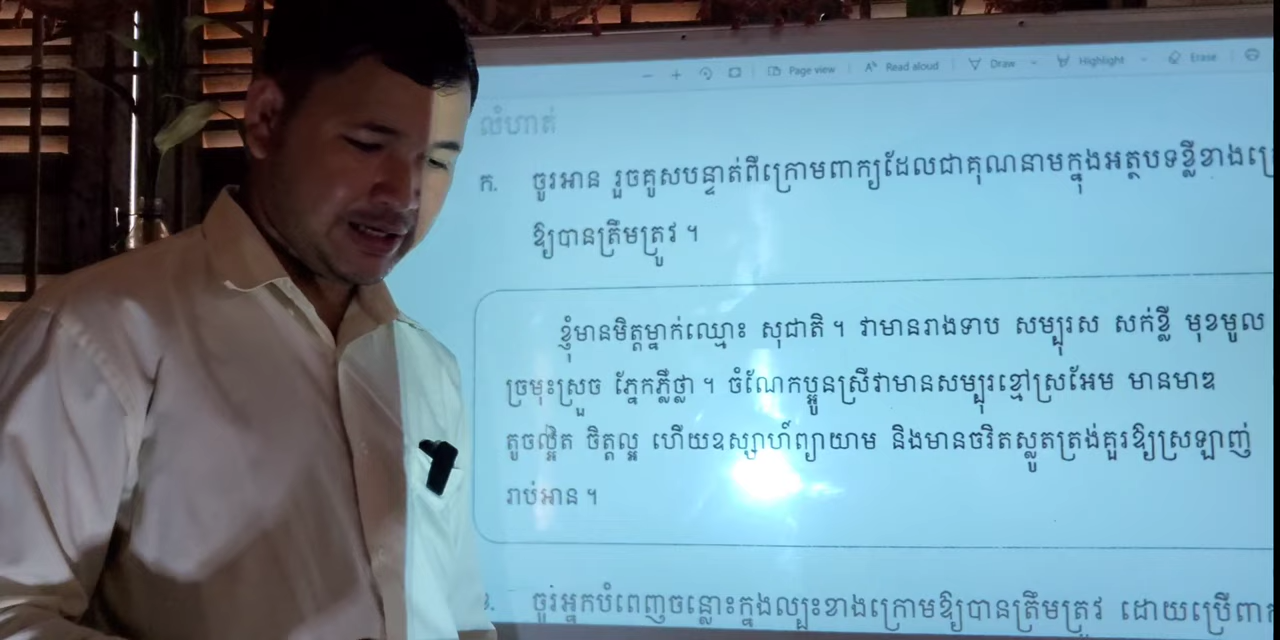 Page view Read aloud Draw Highlight Erase
លំហាត់
ក. ចូរអាន រួចគូសបន្ទាត់ពីក្រោមពាក្យដែលជាគុណនាមក្នុងអត្ថបទខ្លីខាងក្រោ
ឱ្យបានត្រឹមត្រូវ ។
ខ្ញុំមានមិត្តម្នាក់ឈ្មោះ សុជាតិ ។ វាមានរាងទាប សម្បុរស សក់ខ្លី មុខមូល
ច្រមុះស្រួច ភ្នែកភ្លឺថ្លា ។ ចំណែកប្អូនស្រីវាមានសម្បុរខ្មៅស្រអែម មានមាឌ
តូចល្អិត ចិត្តល្អ ហើយឧស្សាហ៍ព្យាយាម និងមានចរិតស្លូតត្រង់គួរឱ្យស្រឡាញ់
រាប់អាន ។
ខ. ចូរអ្នកបំពេញចន្លោះក្នុងល្បះខាងក្រោមឱ្យបានត្រឹមត្រូវ ដោយប្រើពាក